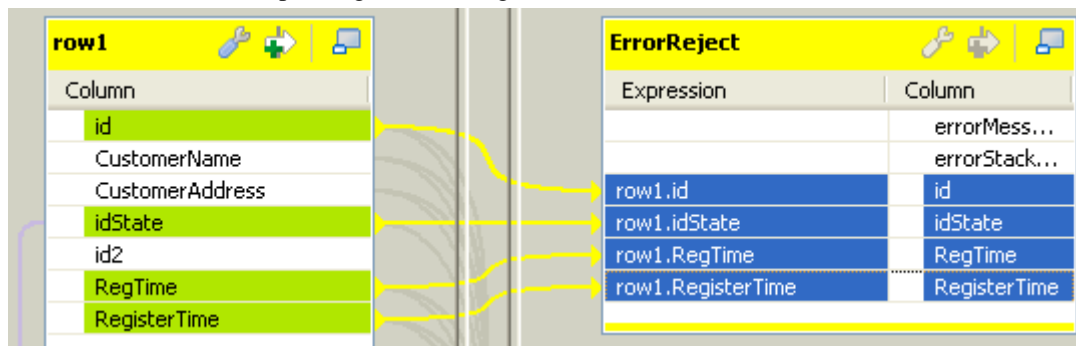 row1
Column
id
CustomerName
CustomerAddress
idState
id2
RegTime
RegisterTime
ErrorReject
Expression Column
errorMess...
errorStack...
row1.id id
row1.idState idState
row1.RegTime RegTime
row1.RegisterTime RegisterTime